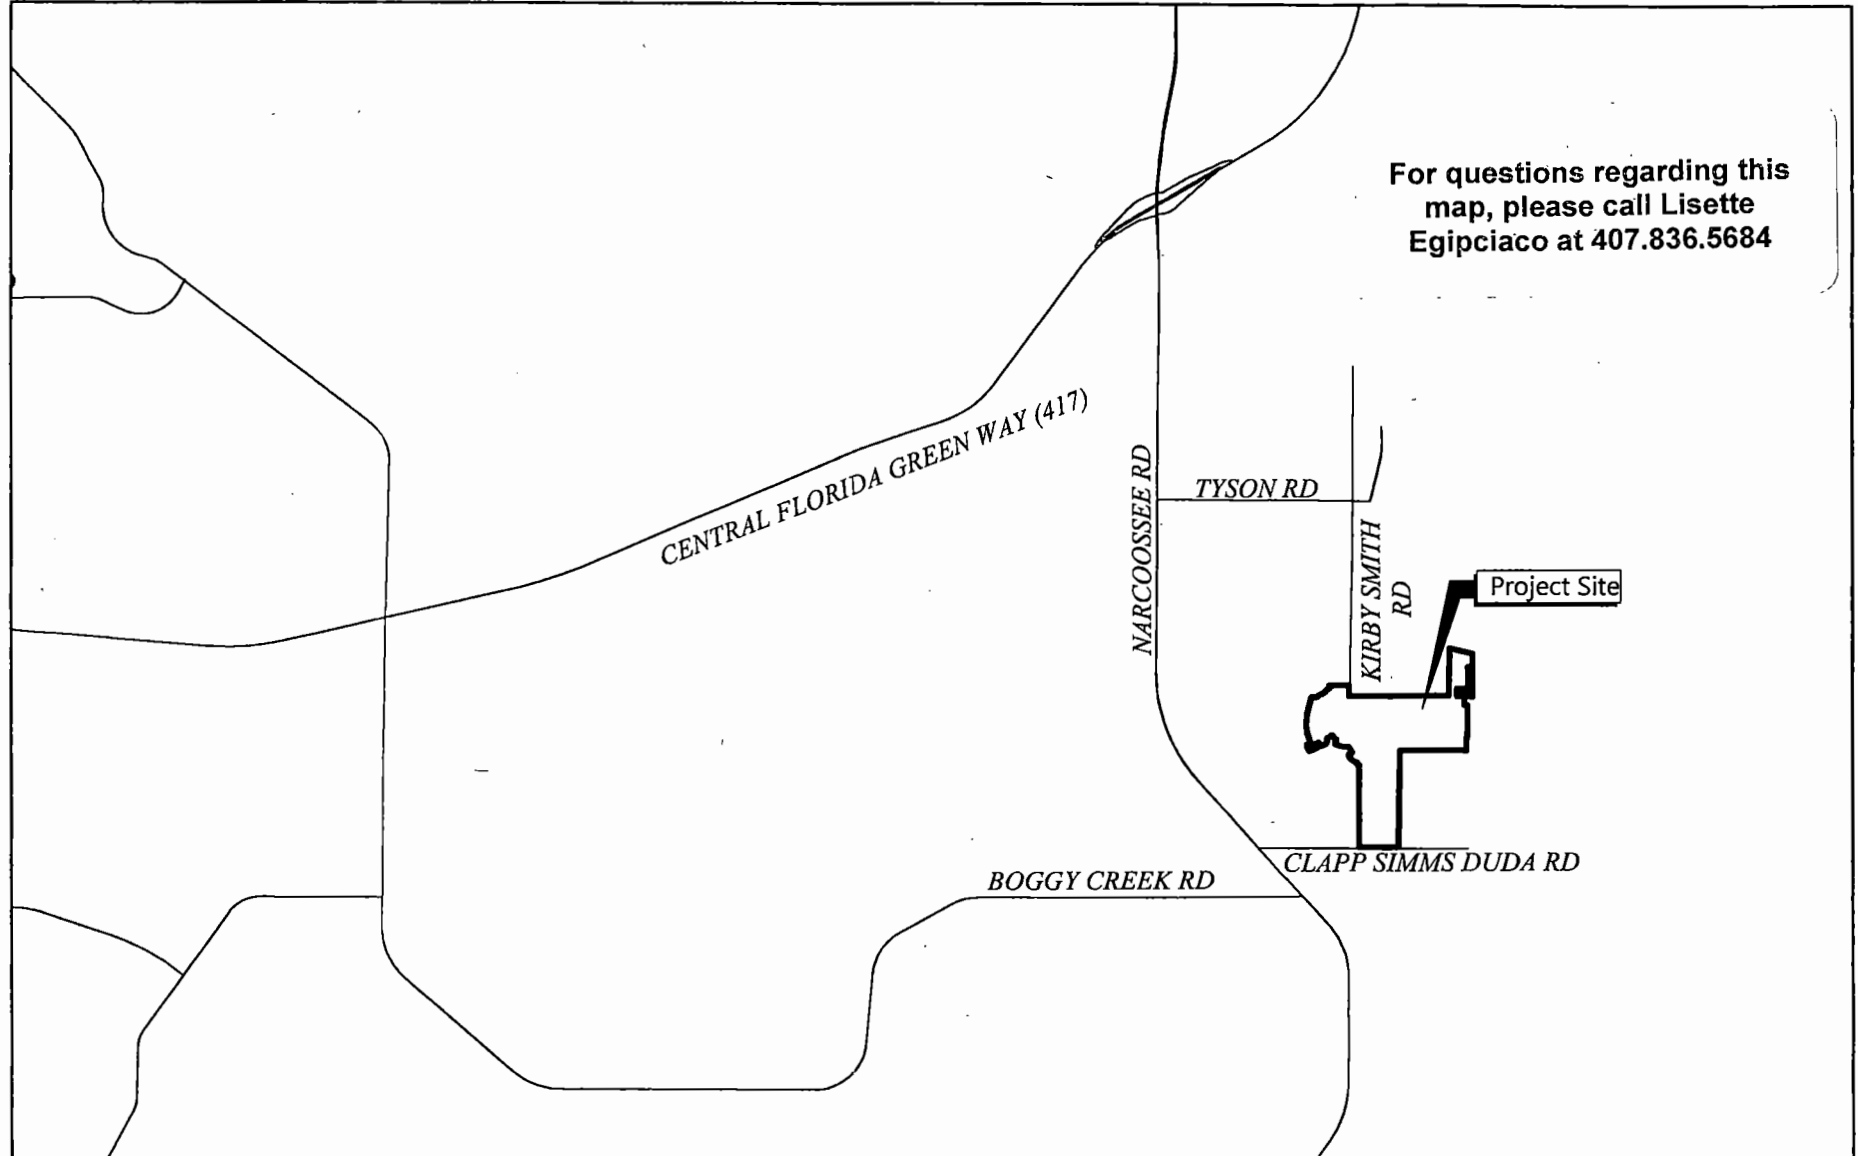 For questions regarding this
map, please call Lisette
Egipciaco at 407.836.5684
CENTRAL FLORIDA GREEN WAY (417)
NARCOOSSEE RD
TYSON RD
KIRBY SMITH
RD
Project Site
CLAPP SIMMS DUDA RD
BOGGY CREEK RD